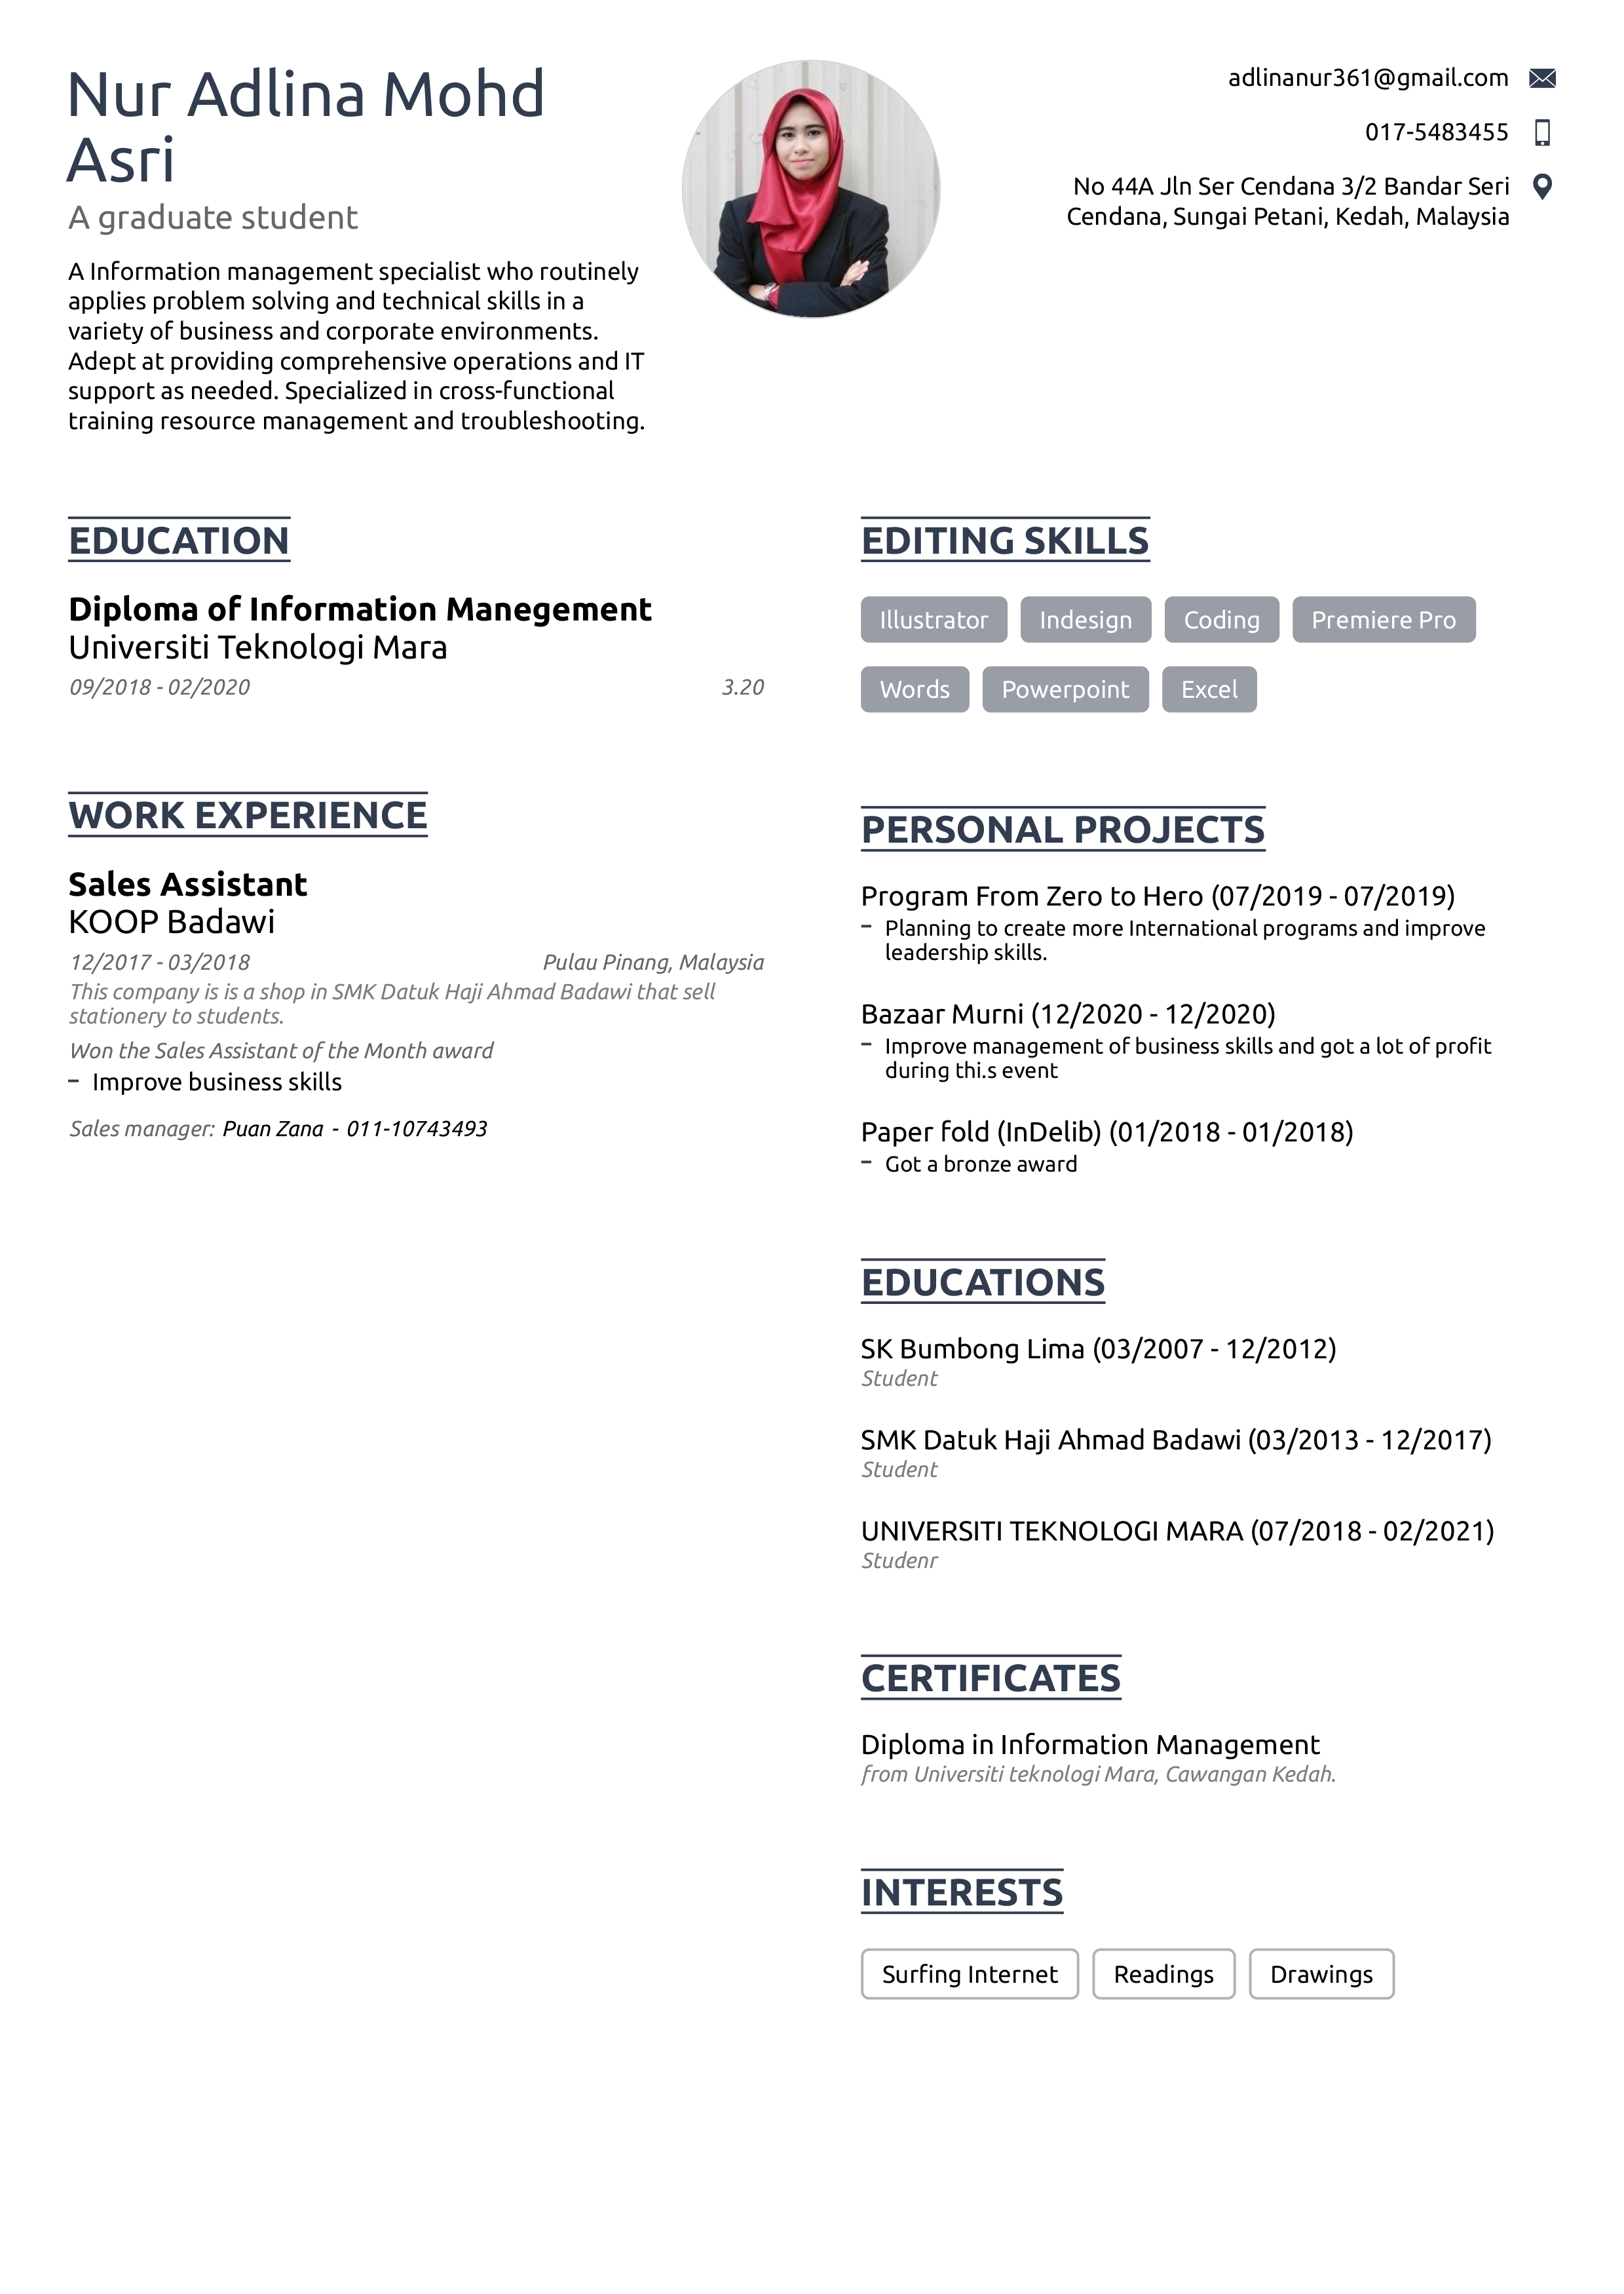 Nur Adlina Mohd
Asri
A graduate student
A Information management specialist who routinely
applies problem solving and technical skills in a
variety of business and corporate environments.
Adept at providing comprehensive operations and IT
support as needed. Specialized in cross-functional
training resource management and troubleshooting.
adlinanur361@gmail.com
017-5483455
No 44A Jln Ser Cendana 3/2 Bandar Seri
Cendana, Sungai Petani, Kedah, Malaysia
EDUCATION
Diploma of Information Manegement
Universiti Teknologi Mara
09/2018 - 02/2020 3.20
WORK EXPERIENCE
Sales Assistant
KOOP Badawi
12/2017 - 03/2018 Pulau Pinang, Malaysia
This company is is a shop in SMK Datuk Haji Ahmad Badawi that sell
stationery to students.
Won the Sales Assistant of the Month award
– Improve business skills
Sales manager: Puan Zana - 011-10743493
EDITING SKILLS
Illustrator Indesign Coding Premiere Pro
Words Powerpoint Excel
PERSONAL PROJECTS
Program From Zero to Hero (07/2019 - 07/2019)
– Planning to create more International programs and improve
leadership skills.
Bazaar Murni (12/2020 - 12/2020)
– Improve management of business skills and got a lot of profit
during thi.s event
Paper fold (InDelib) (01/2018 - 01/2018)
– Got a bronze award
EDUCATIONS
SK Bumbong Lima (03/2007 - 12/2012)
Student
SMK Datuk Haji Ahmad Badawi (03/2013 - 12/2017)
Student
UNIVERSITI TEKNOLOGI MARA (07/2018 - 02/2021)
Studenr
CERTIFICATES
Diploma in Information Management
from Universiti teknologi Mara, Cawangan Kedah.
INTERESTS
Surfing Internet Readings Drawings